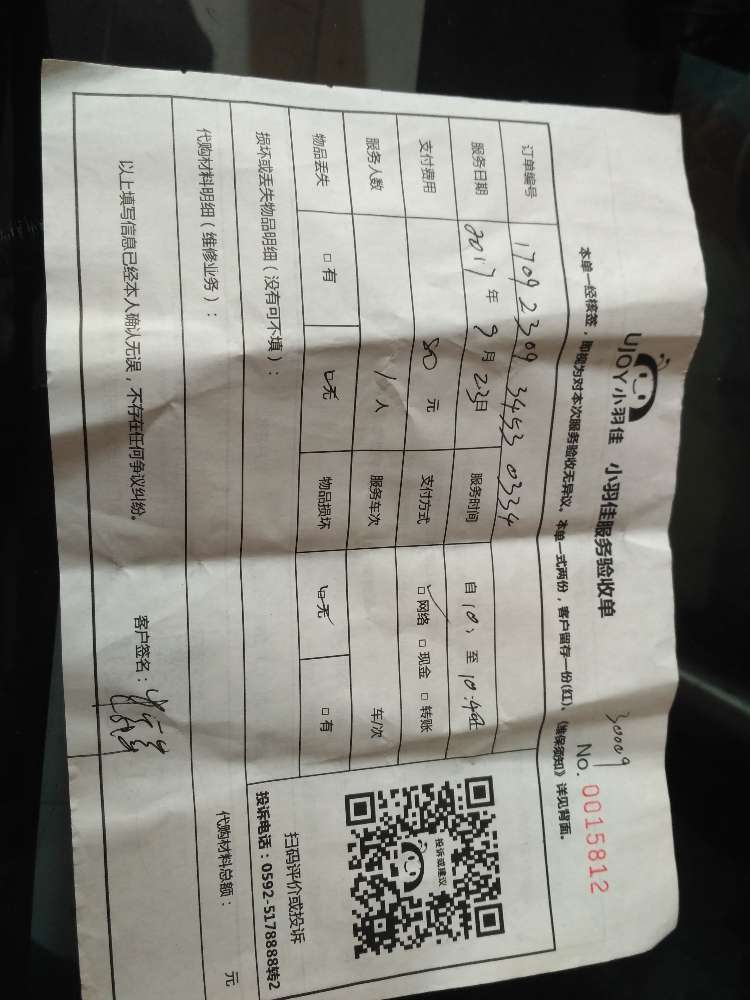 UJOY小羽佳 小羽佳服务验收单
30009
No. 0015812
本单一经核签，即视为对本次服务验收无异议、本单一式两份，客户留存一份(红)、《维保须知》详见背面。
订单编号 1709 2309 3453 0334
服务日期 2017 年 9 月 23日 服务时间 自 10、 至 10:40
支付费用 80 元 支付方式 □网络 □现金 □转账
服务人数 1 人 服务车次 车/次
物品丢失 □有 □无 物品损坏 □无 □有
损坏或丢失物品明细（没有可不填）：
代购材料明细（维修业务）：
代购材料总额： 元
以上填写信息已经本人确认无误，不存在任何争议纠纷。 客户签名：
投诉或建议
扫码评价或投诉
投诉电话：0592-5178888转2